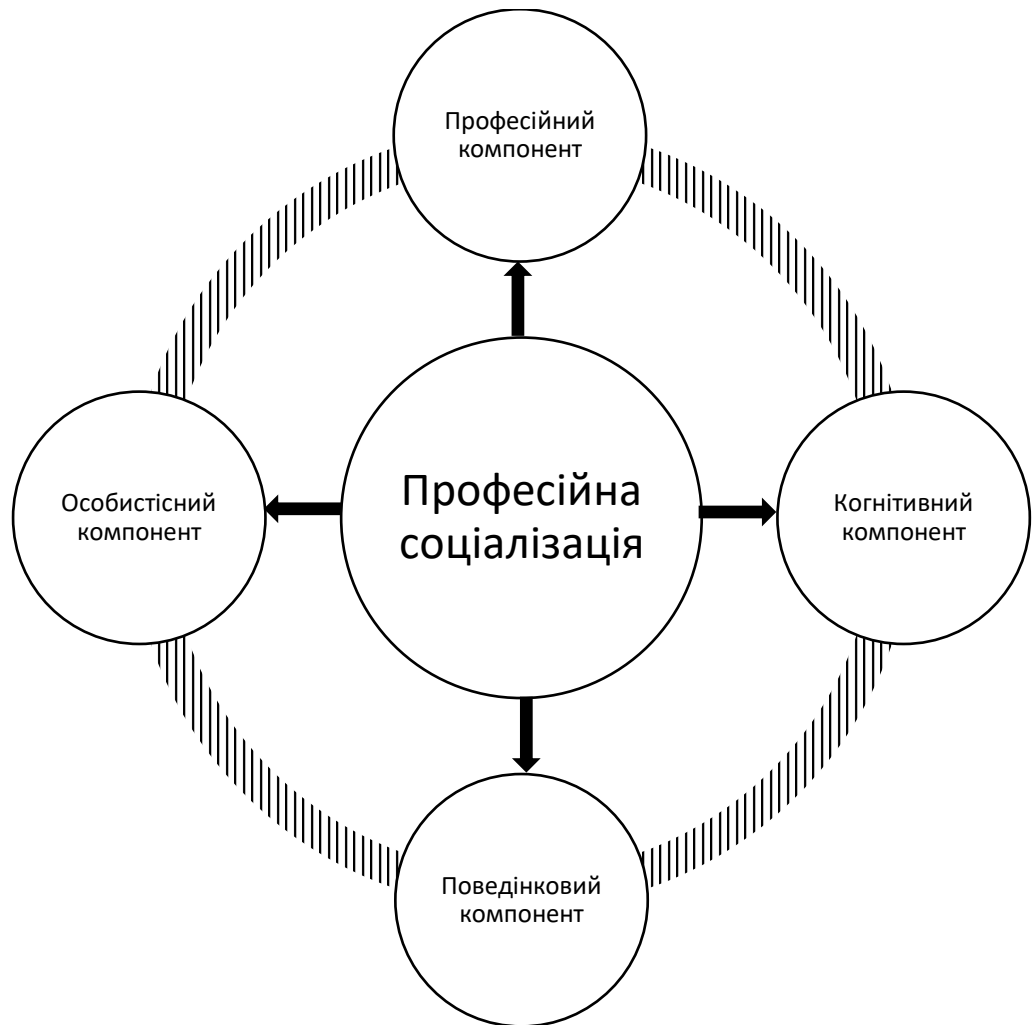 Професійний
компонент
Особистісний
компонент
Професійна
соціалізація
Когнітивний
компонент
Поведінковий
компонент